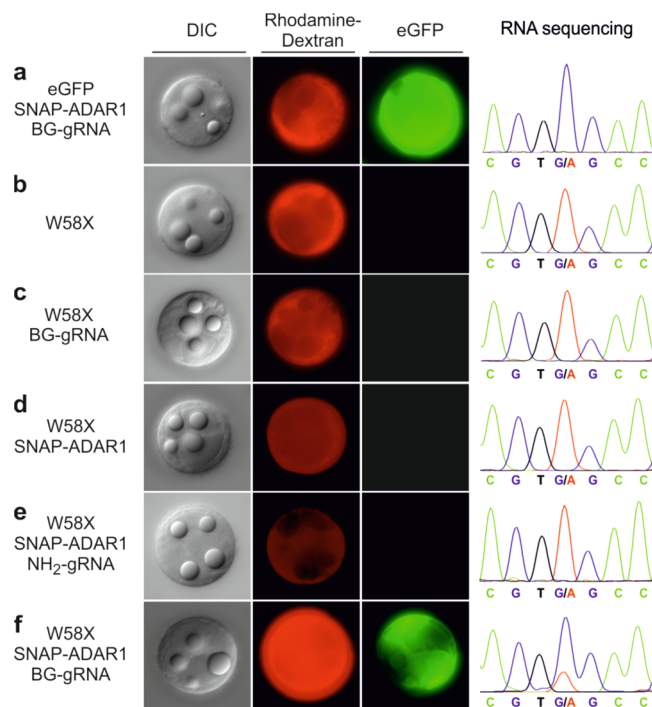 DIC
Rhodamine-
Dextran
eGFP
RNA sequencing
a
eGFP
SNAP-ADAR1
BG-gRNA
C G T G/A G C C
b
W58X
C G T G/A G C C
c
W58X
BG-gRNA
C G T G/A G C C
d
W58X
SNAP-ADAR1
C G T G/A G C C
e
W58X
SNAP-ADAR1
NH₂-gRNA
C G T G/A G C C
f
W58X
SNAP-ADAR1
BG-gRNA
C G T G/A G C C